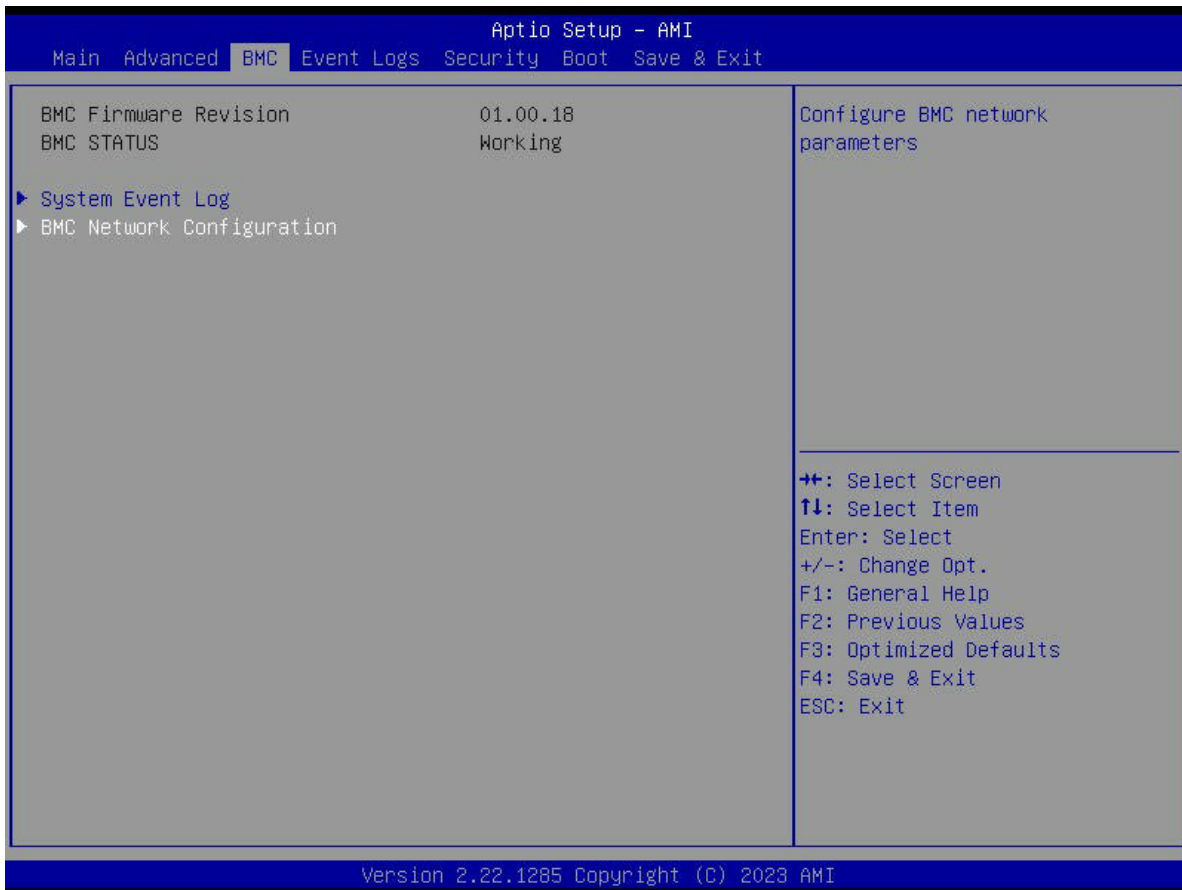 Aptio Setup – AMI
Main Advanced BMC Event Logs Security Boot Save & Exit
BMC Firmware Revision 01.00.18
BMC STATUS Working
System Event Log
BMC Network Configuration
Configure BMC network
parameters
→←: Select Screen
↑↓: Select Item
Enter: Select
+/-: Change Opt.
F1: General Help
F2: Previous Values
F3: Optimized Defaults
F4: Save & Exit
ESC: Exit
Version 2.22.1285 Copyright (C) 2023 AMI